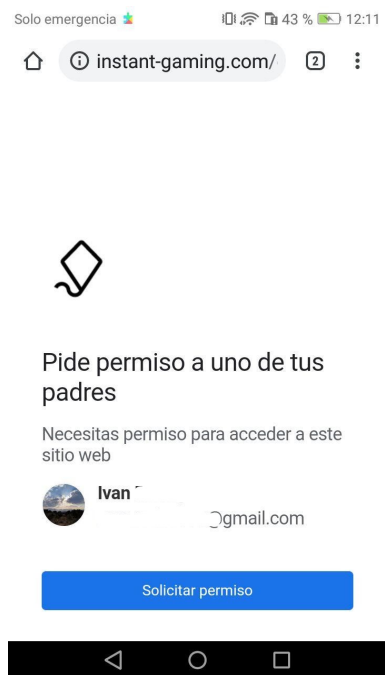 Solo emergencia 43 % 12:11
instant-gaming.com/ 2
Pide permiso a uno de tus
padres
Necesitas permiso para acceder a este
sitio web
Ivan
@gmail.com
Solicitar permiso